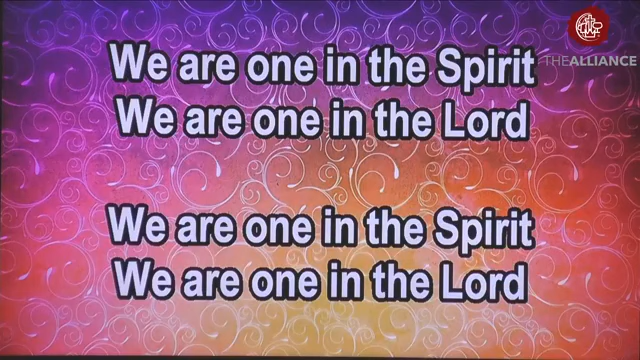 THEALLIANCE
We are one in the Spirit
We are one in the Lord
We are one in the Spirit
We are one in the Lord